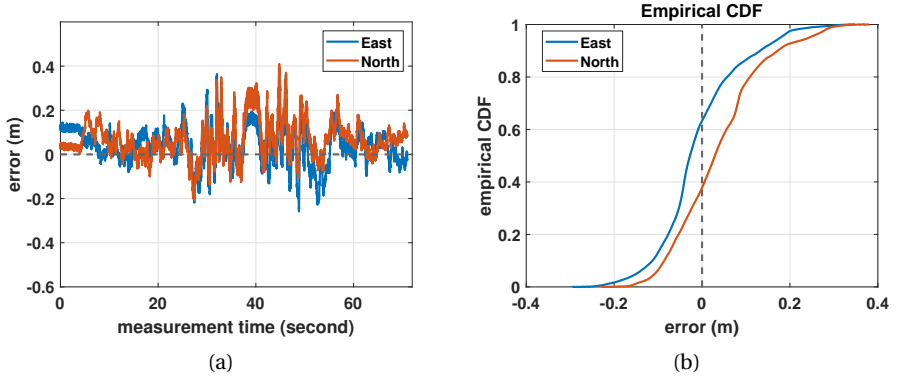 East
North
0.4
0.2
0
-0.2
-0.4
-0.6
error (m)
0
20
40
60
measurement time (second)
(a)
Empirical CDF
East
North
1
0.8
0.6
0.4
0.2
0
empirical CDF
-0.4
-0.2
0
0.2
0.4
error (m)
(b)